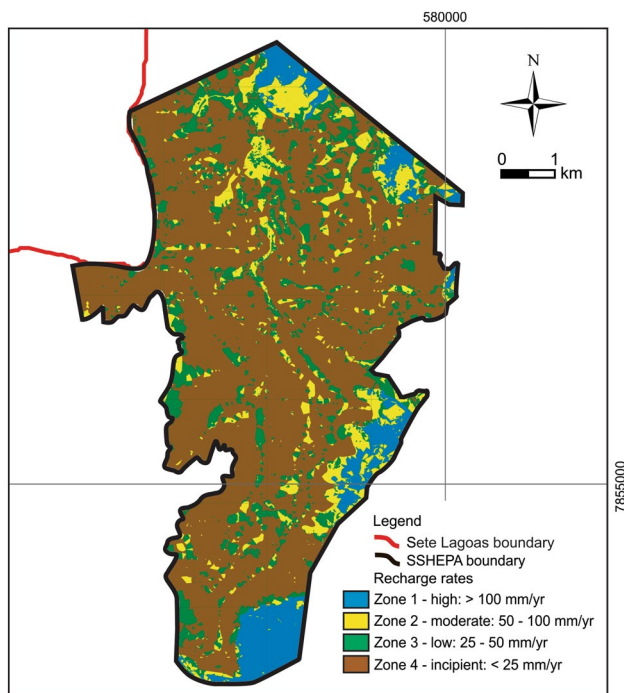 580000
N
0 1
km
7855000
Legend
Sete Lagoas boundary
SSHEPA boundary
Recharge rates
Zone 1 - high: > 100 mm/yr
Zone 2 - moderate: 50 - 100 mm/yr
Zone 3 - low: 25 - 50 mm/yr
Zone 4 - incipient: < 25 mm/yr